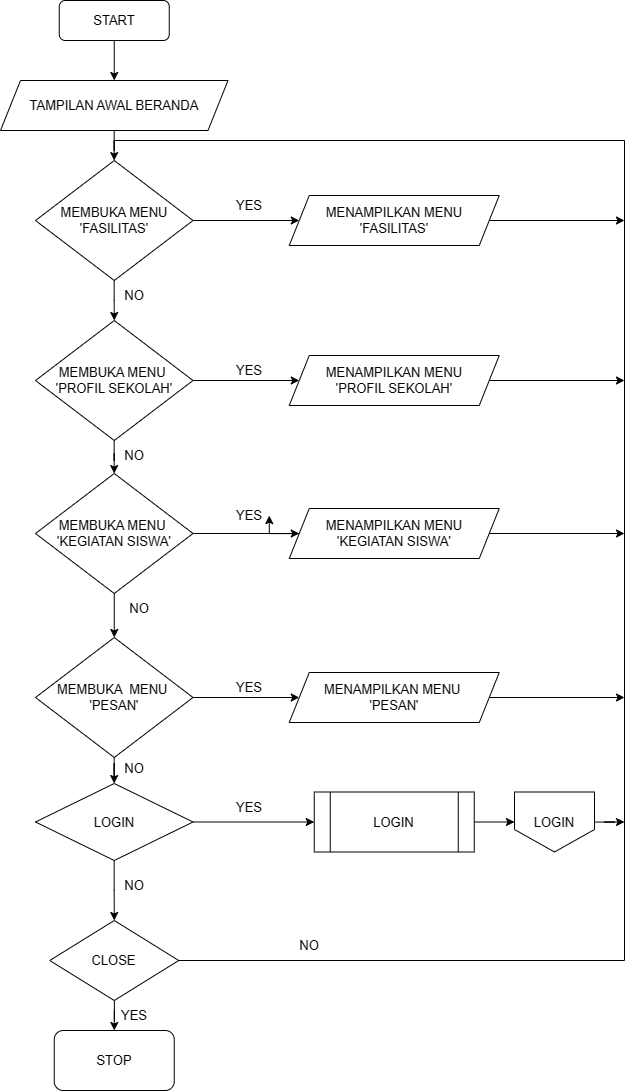 START
TAMPILAN AWAL BERANDA
MEMBUKA MENU
'FASILITAS'
YES
MENAMPILKAN MENU
'FASILITAS'
NO
MEMBUKA MENU
'PROFIL SEKOLAH'
YES
MENAMPILKAN MENU
'PROFIL SEKOLAH'
NO
MEMBUKA MENU
'KEGIATAN SISWA'
YES
MENAMPILKAN MENU
'KEGIATAN SISWA'
NO
MEMBUKA MENU
'PESAN'
YES
MENAMPILKAN MENU
'PESAN'
NO
LOGIN
YES
LOGIN
LOGIN
NO
CLOSE
NO
YES
STOP